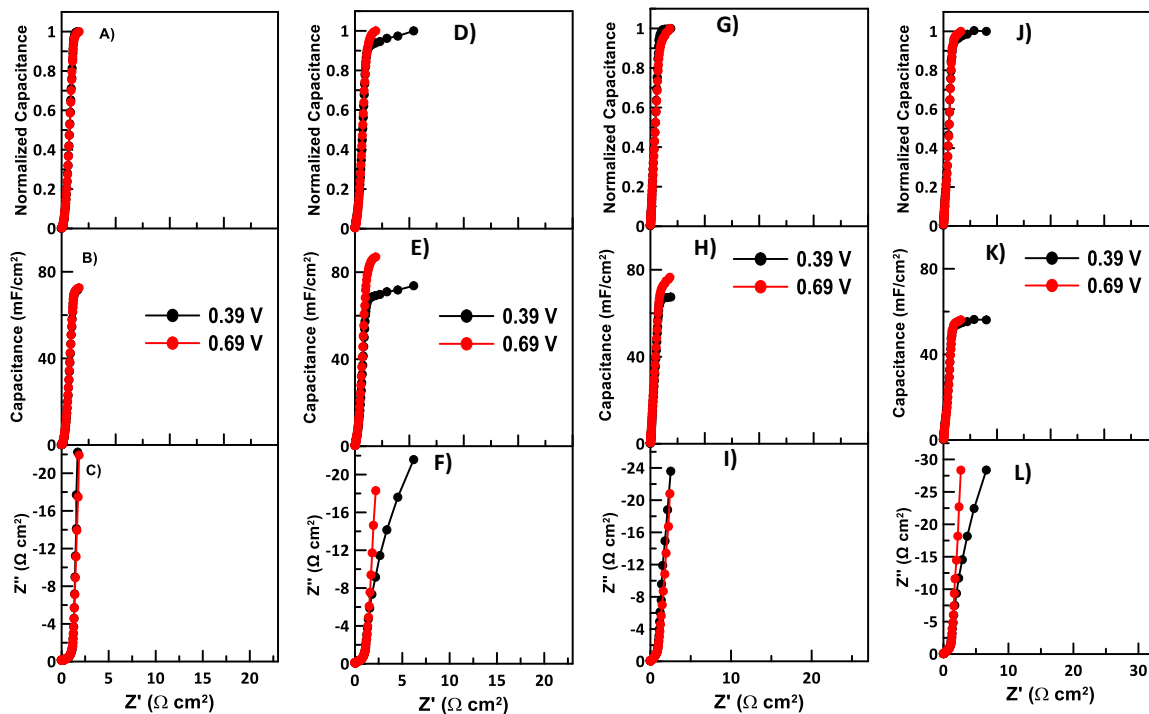 Normalized Capacitance
1
0.8
0.6
0.4
0.2
0
A)
Capacitance (mF/cm²)
80
40
0
B)
0.39 V
0.69 V
Z'' (Ω cm²)
-20
-16
-12
-8
-4
0
C)
0 5 10 15 20
Z' (Ω cm²)
Normalized Capacitance
1
0.8
0.6
0.4
0.2
0
D)
Capacitance (mF/cm²)
80
40
0
E)
0.39 V
0.69 V
Z'' (Ω cm²)
-20
-16
-12
-8
-4
0
F)
0 5 10 15 20
Z' (Ω cm²)
Normalized Capacitance
1
0.8
0.6
0.4
0.2
0
G)
Capacitance (mF/cm²)
80
40
0
H)
0.39 V
0.69 V
Z'' (Ω cm²)
-24
-20
-16
-12
-8
-4
0
I)
0 10 20
Z' (Ω cm²)
Normalized Capacitance
1
0.8
0.6
0.4
0.2
0
J)
Capacitance (mF/cm²)
80
40
0
K)
0.39 V
0.69 V
Z'' (Ω cm²)
-30
-25
-20
-15
-10
-5
0
L)
0 10 20 30
Z' (Ω cm²)